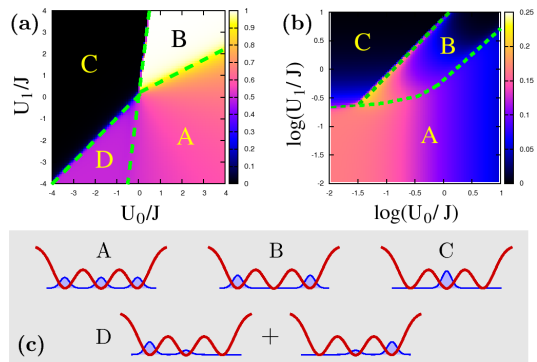 (a)
4
3
2
1
0
-1
-2
-3
-4
U₁/J
-4 -3 -2 -1 0 1 2 3 4
U₀/J
C
B
D
A
1
0.9
0.8
0.7
0.6
0.5
0.4
0.3
0.2
0.1
0
(b)
1
0.5
0
-0.5
-1
-1.5
-2
log(U₁/ J)
-2 -1.5 -1 -0.5 0 0.5 1
log(U₀/ J)
C
B
A
0.25
0.20
0.15
0.10
0.05
0
A B C
D +
(c)